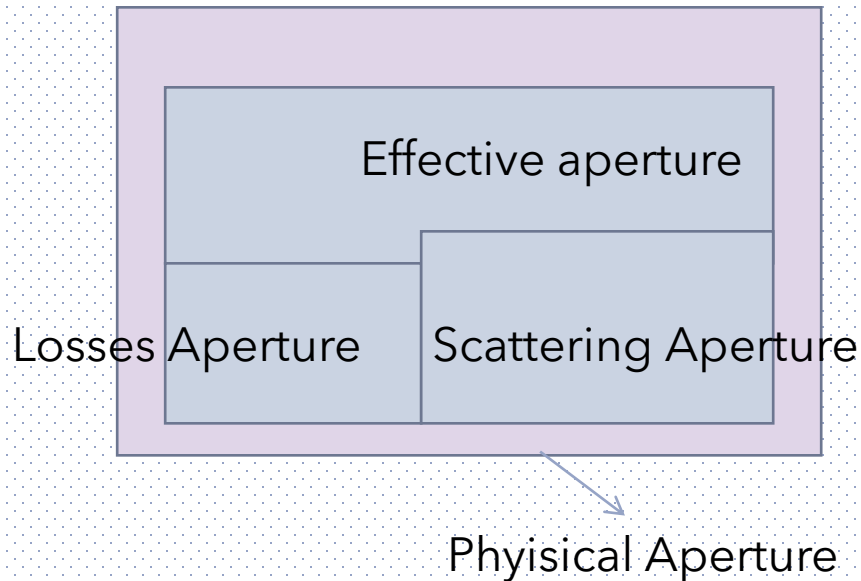 Effective aperture
Losses Aperture
Scattering Aperture
Phyisical Aperture